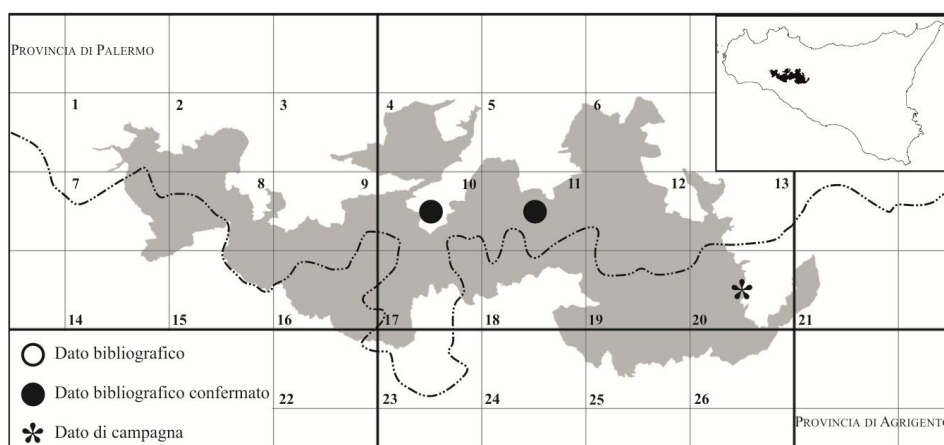 PROVINCIA DI PALERMO
1 2 3 4 5 6
7 8 9 10 11 12 13
14 15 16 17 18 19 20 21
Dato bibliografico
Dato bibliografico confermato
22 23 24 25 26
Dato di campagna
PROVINCIA DI AGRIGENTO